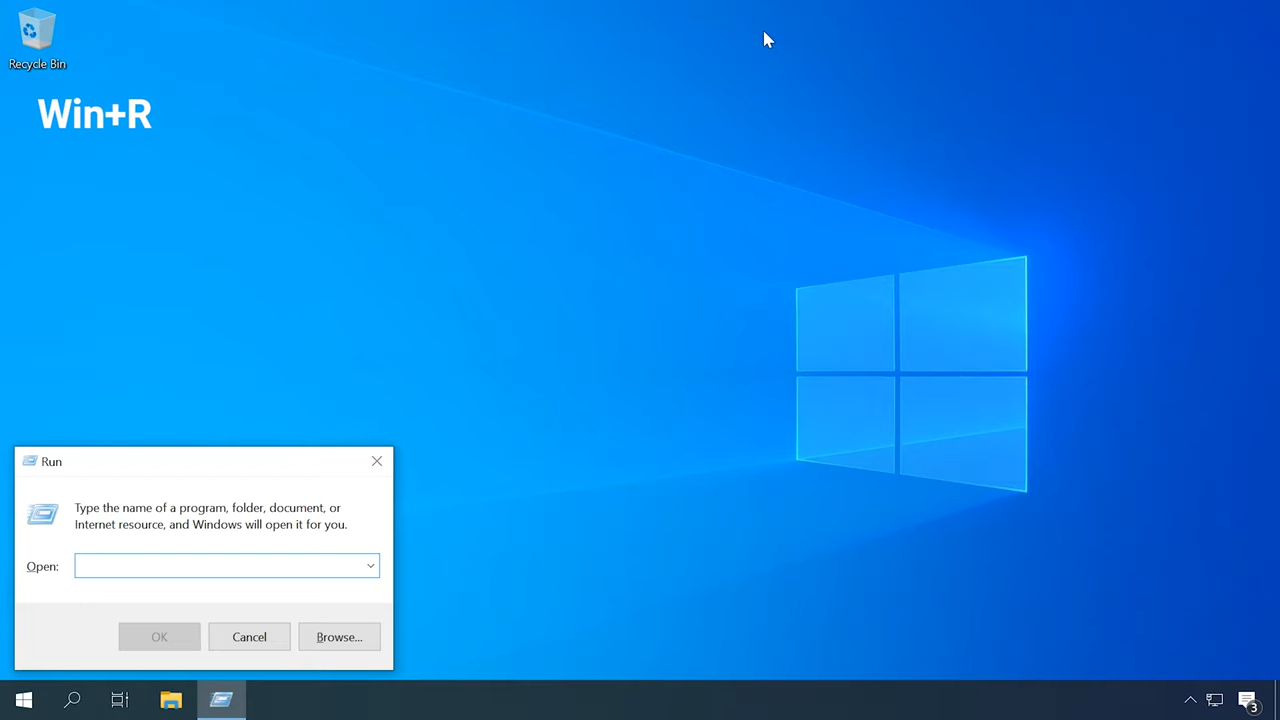 Recycle Bin
Win+R
Run
Type the name of a program, folder, document, or
Internet resource, and Windows will open it for you.
Open:
OK
Cancel
Browse...
3